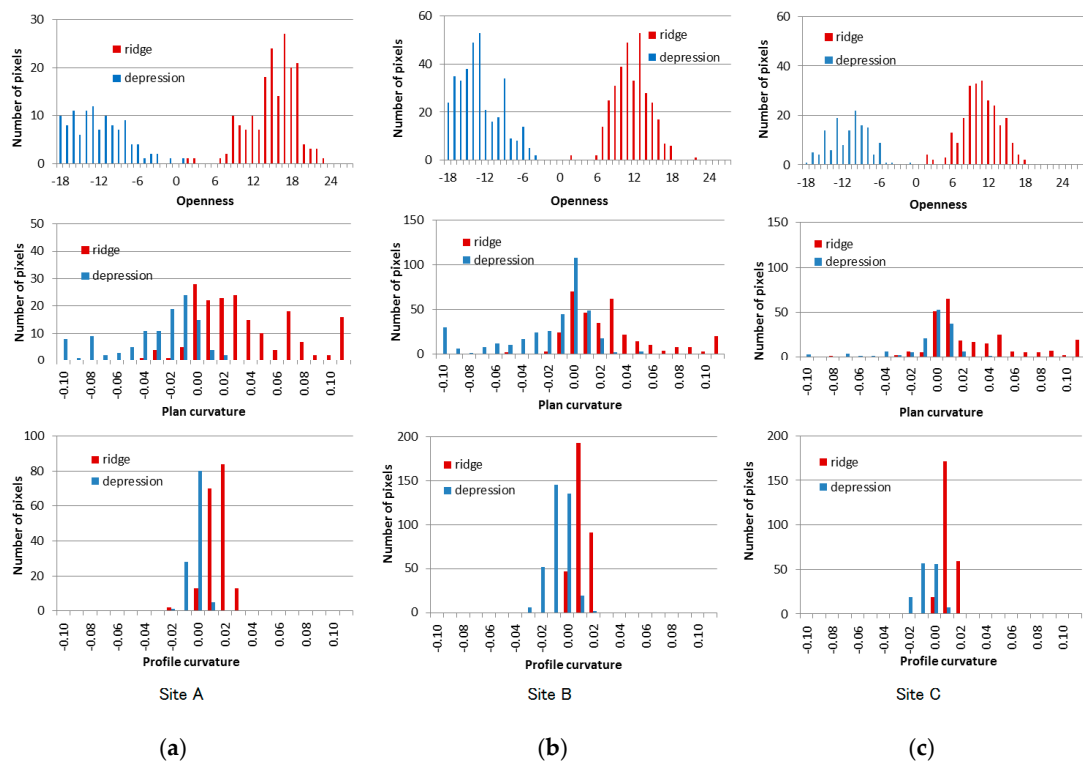 30
20
10
0
Number of pixels
ridge
depression
-18 -12 -6 0 6 12 18 24
Openness
60
40
20
0
Number of pixels
ridge
depression
-18 -12 -6 0 6 12 18 24
Openness
60
40
20
0
Number of pixels
ridge
depression
-18 -12 -6 0 6 12 18 24
Openness
50
40
30
20
10
0
Number of pixels
ridge
depression
-0.10 -0.08 -0.06 -0.04 -0.02 0.00 0.02 0.04 0.06 0.08 0.10
Plan curvature
150
100
50
0
Number of pixels
ridge
depression
-0.10 -0.08 -0.06 -0.04 -0.02 0.00 0.02 0.04 0.06 0.08 0.10
Plan curvature
150
100
50
0
Number of pixels
ridge
depression
-0.10 -0.08 -0.06 -0.04 -0.02 0.00 0.02 0.04 0.06 0.08 0.10
Plan curvature
100
80
60
40
20
0
Number of pixels
ridge
depression
-0.10 -0.08 -0.06 -0.04 -0.02 0.00 0.02 0.04 0.06 0.08 0.10
Profile curvature
200
150
100
50
0
Number of pixels
ridge
depression
-0.10 -0.08 -0.06 -0.04 -0.02 0.00 0.02 0.04 0.06 0.08 0.10
Profile curvature
200
150
100
50
0
Number of pixels
ridge
depression
-0.10 -0.08 -0.06 -0.04 -0.02 0.00 0.02 0.04 0.06 0.08 0.10
Profile curvature
Site A
Site B
Site C
(a)
(b)
(c)